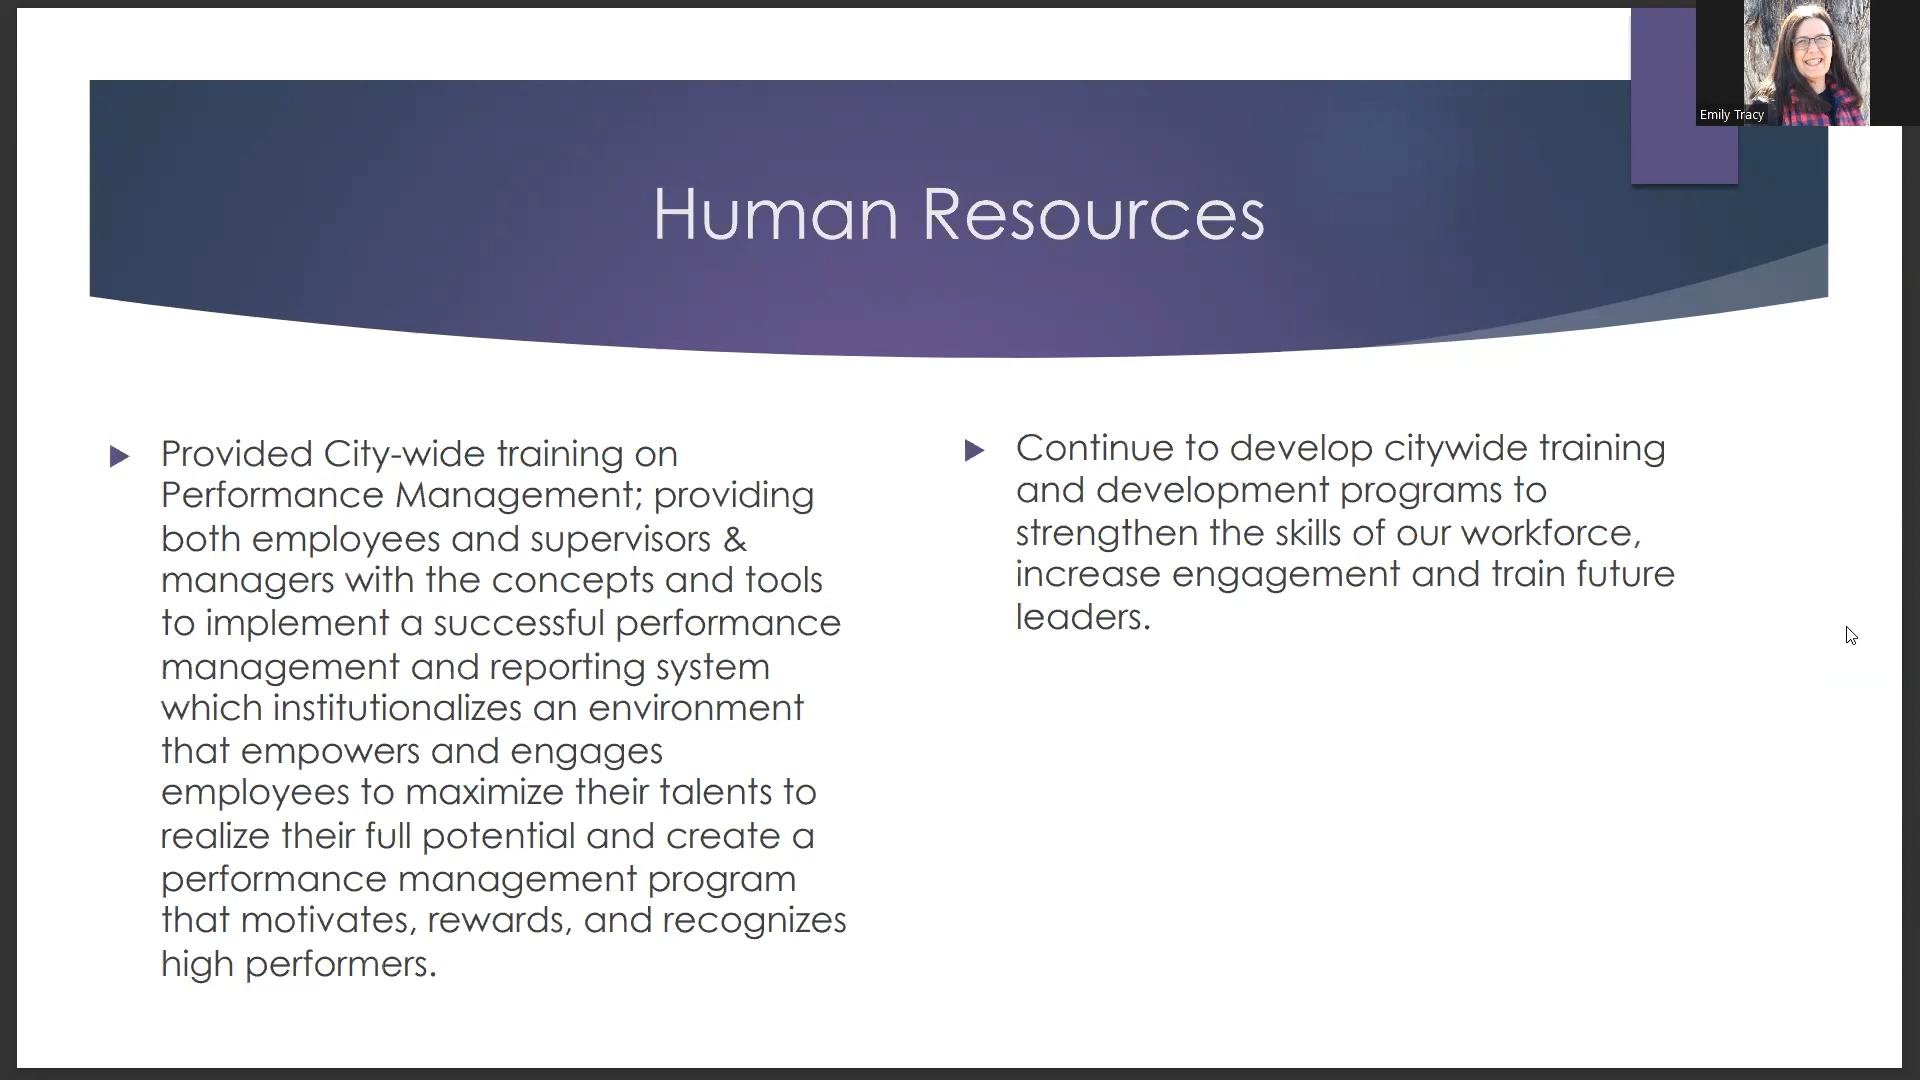 Emily Tracy
Human Resources
Provided City-wide training on
Performance Management; providing
both employees and supervisors &
managers with the concepts and tools
to implement a successful performance
management and reporting system
which institutionalizes an environment
that empowers and engages
employees to maximize their talents to
realize their full potential and create a
performance management program
that motivates, rewards, and recognizes
high performers.
Continue to develop citywide training
and development programs to
strengthen the skills of our workforce,
increase engagement and train future
leaders.